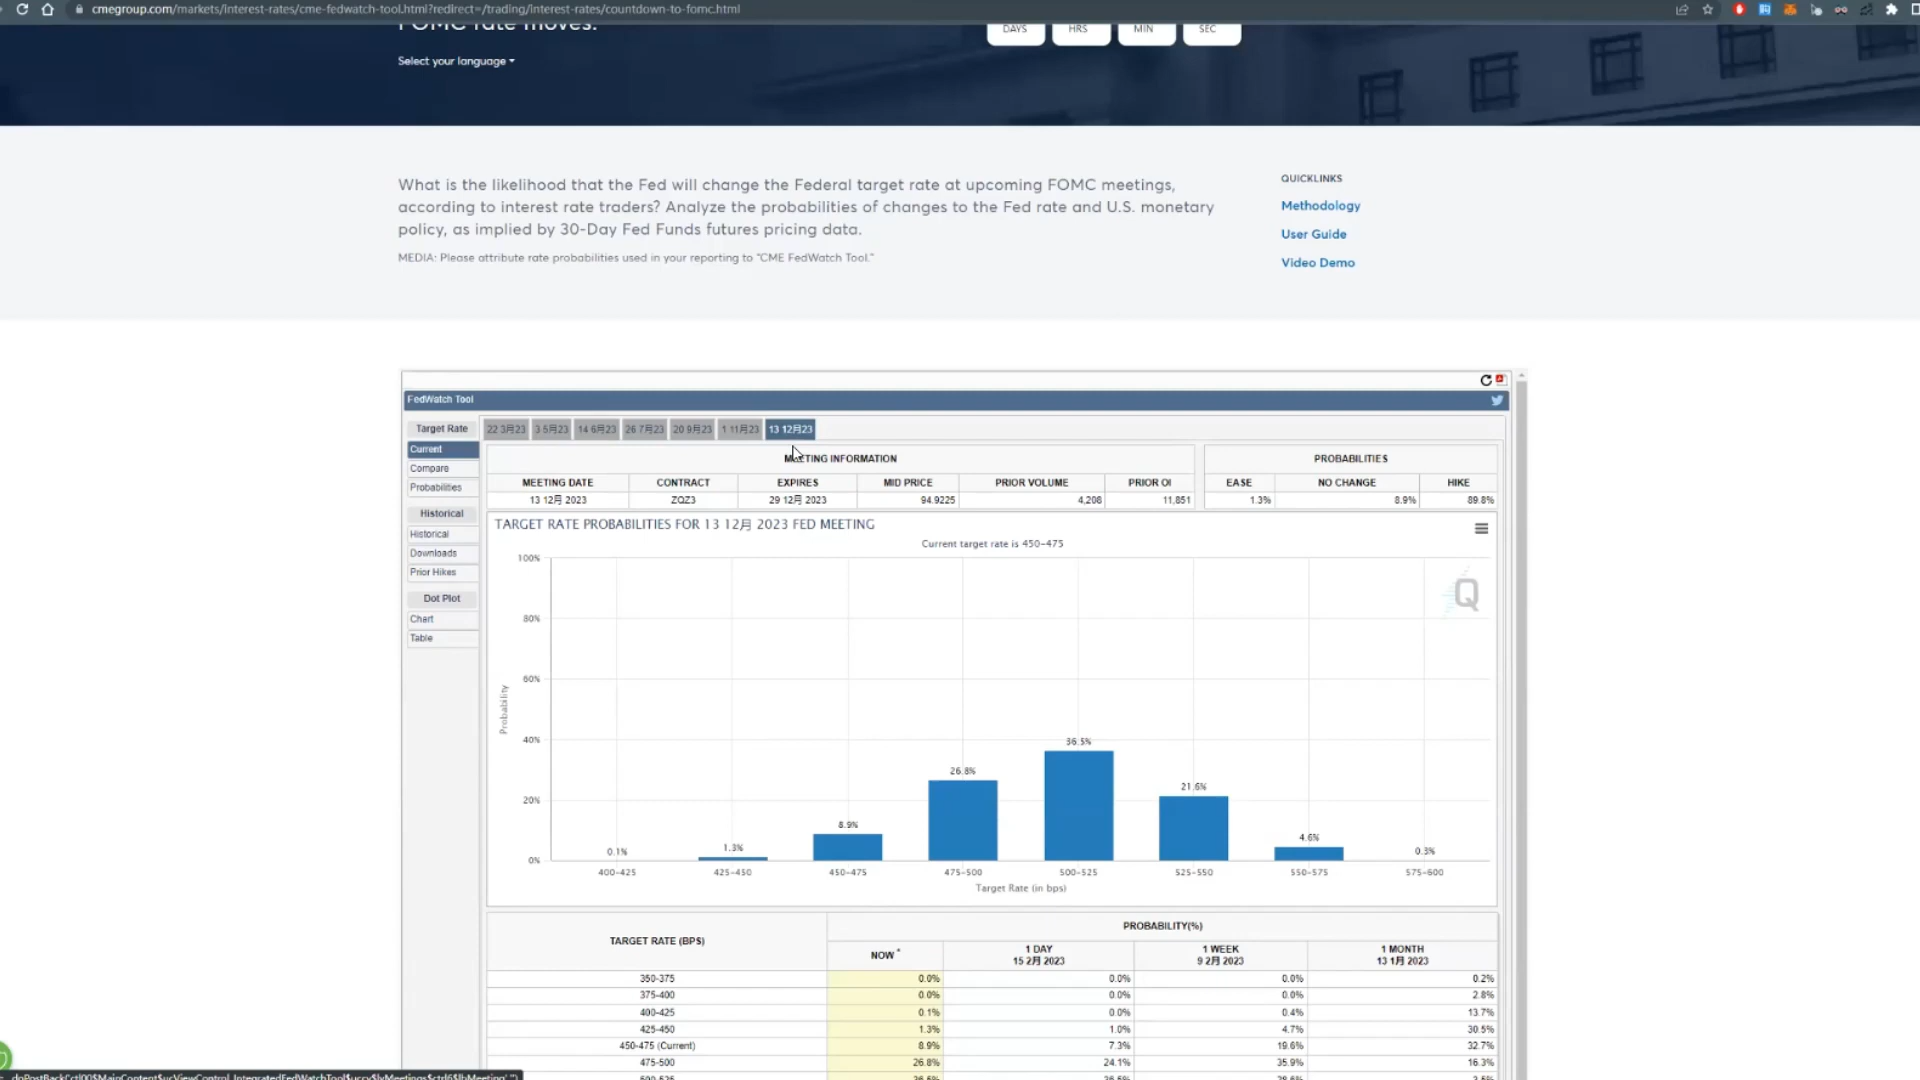 cmegroup.com/markets/interest-rates/cme-fedwatch-tool.html?redirect=/trading/interest-rates/countdown-to-fomc.html
FOMC rate moves.
DAYS HRS MIN SEC
Select your language
What is the likelihood that the Fed will change the Federal target rate at upcoming FOMC meetings,
according to interest rate traders? Analyze the probabilities of changes to the Fed rate and U.S. monetary
policy, as implied by 30-Day Fed Funds futures pricing data.
MEDIA: Please attribute rate probabilities used in your reporting to "CME FedWatch Tool."
QUICKLINKS
Methodology
User Guide
Video Demo
FedWatch Tool
Target Rate
Current
Compare
Probabilities
Historical
Historical
Downloads
Prior Hikes
Dot Plot
Chart
Table
22 3月23 3 5月23 14 6月23 26 7月23 20 9月23 1 11月23 13 12月23
MEETING INFORMATION
MEETING DATE CONTRACT EXPIRES MID PRICE PRIOR VOLUME PRIOR OI
13 12月 2023 ZQZ3 29 12月 2023 94.9225 4,208 11,851
PROBABILITIES
EASE NO CHANGE HIKE
1.3% 8.9% 89.8%
TARGET RATE PROBABILITIES FOR 13 12月 2023 FED MEETING
Current target rate is 450-475
Q
Probability
100%
80%
60%
40%
20%
0%
0.1% 1.3% 8.9% 26.8% 36.5% 21.6% 4.6% 0.3%
400-425 425-450 450-475 475-500 500-525 525-550 550-575 575-600
Target Rate (in bps)
TARGET RATE (BPS) PROBABILITY(%)
NOW * 1 DAY 1 WEEK 1 MONTH
15 2月 2023 9 2月 2023 13 1月 2023
350-375 0.0% 0.0% 0.0% 0.2%
375-400 0.0% 0.0% 0.0% 2.8%
400-425 0.1% 0.0% 0.4% 13.7%
425-450 1.3% 1.0% 4.7% 30.5%
450-475 (Current) 8.9% 7.3% 19.6% 32.7%
475-500 26.8% 24.1% 35.9% 16.3%